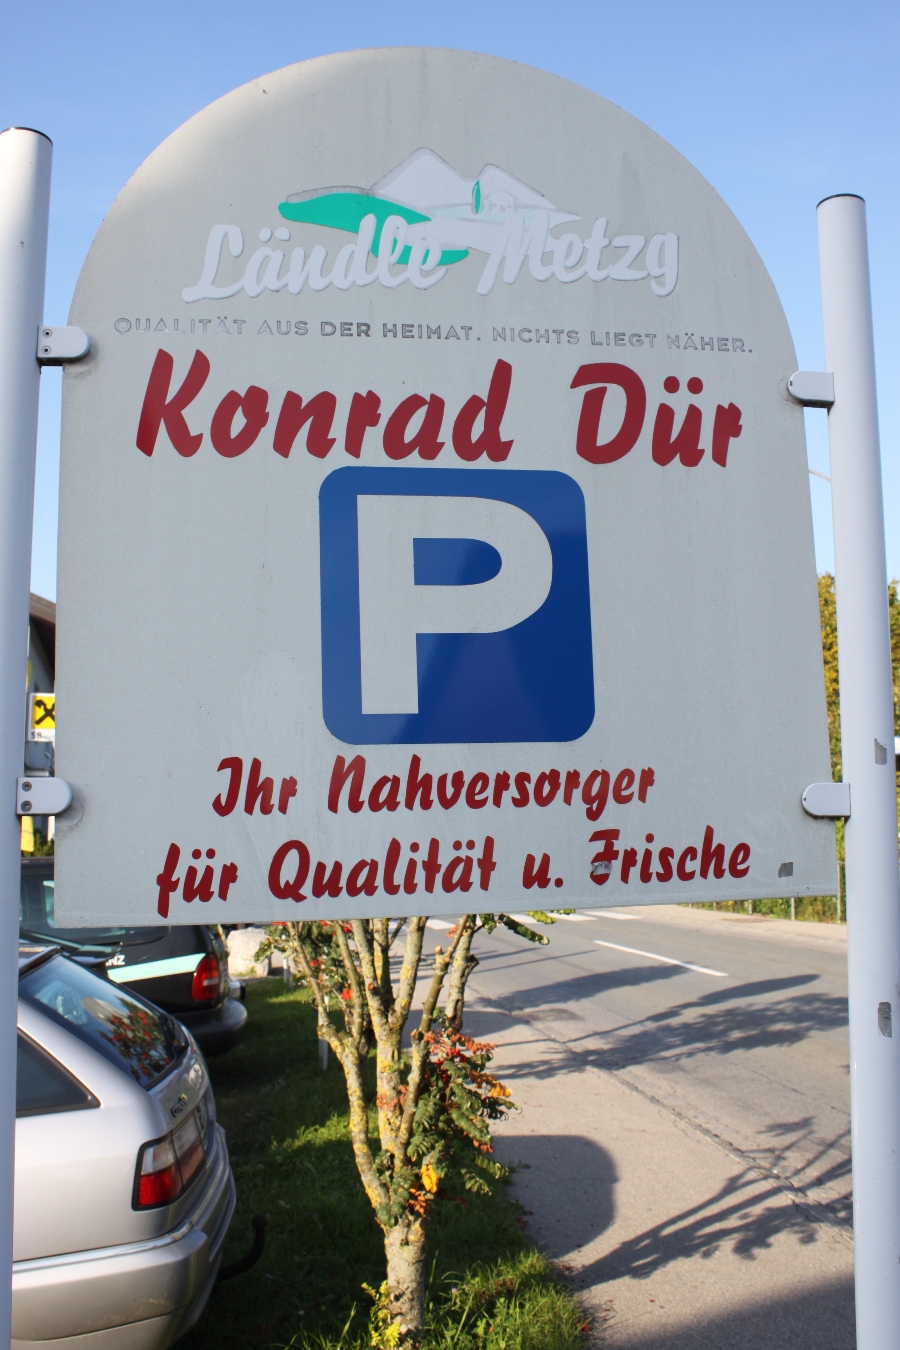 Ländle Metzg
QUALITÄT AUS DER HEIMAT. NICHTS LIEGT NÄHER.
Konrad Dür
P
Ihr Nahversorger
für Qualität u. Frische